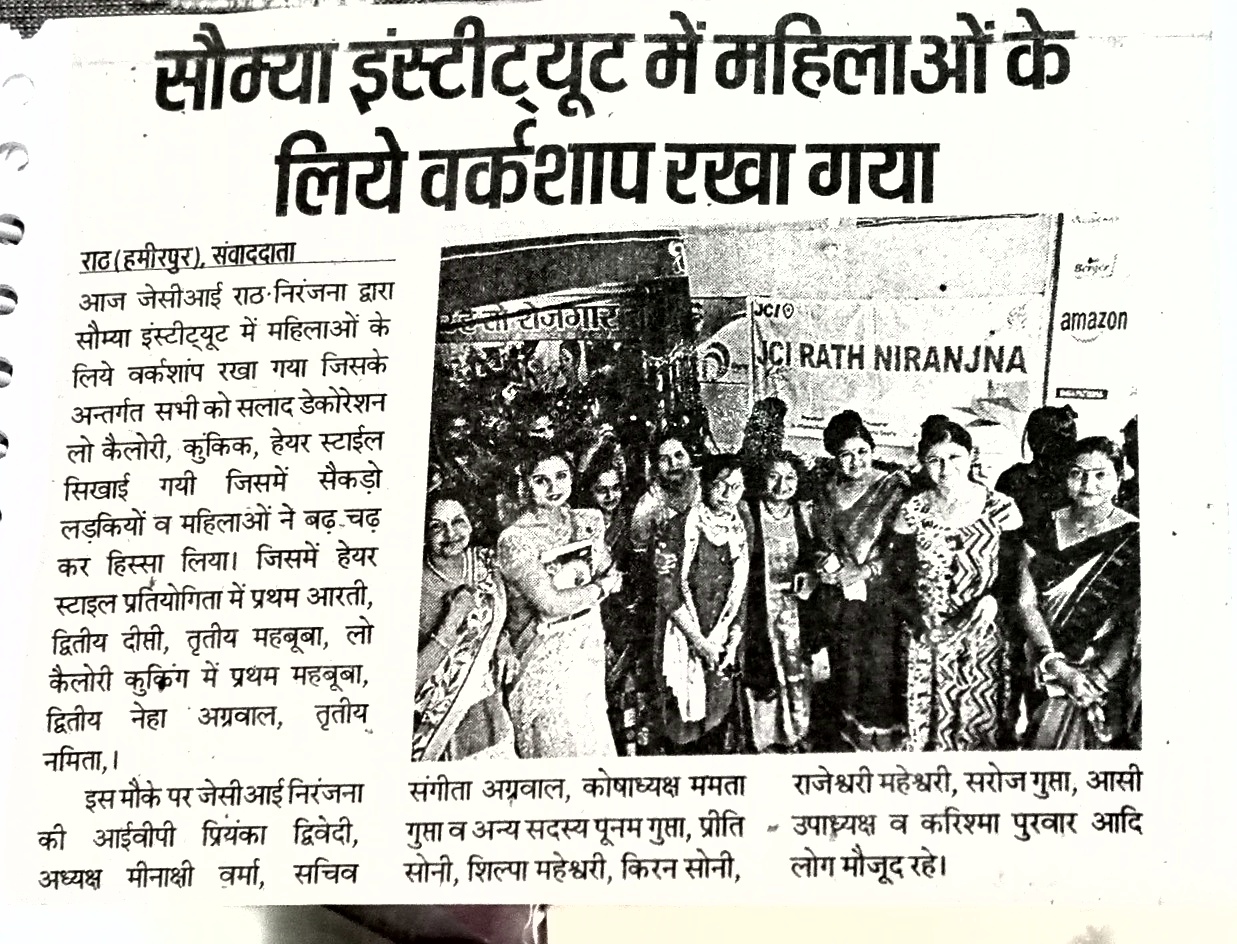 सौम्या इंस्टीट्यूट में महिलाओं के
लिये वर्कशाप रखा गया
राठ(हमीरपुर), संवाददाता
आज जेसीआई राठ निरंजना द्वारा
सौम्या इंस्टीट्यूट में महिलाओं के
लिये वर्कशांप रखा गया जिसके
अन्तर्गत सभी को सलाद डेकोरेशन
लो कैलोरी, कुकिक, हेयर स्टाईल
सिखाई गयी जिसमें सैकड़ो
लड़कियों व महिलाओं ने बढ़-चढ़
कर हिस्सा लिया। जिसमें हेयर
स्टाइल प्रतियोगिता में प्रथम आरती,
द्वितीय दीप्ती, तृतीय महबूबा, लो
कैलोरी कुकिंग में प्रथम महबूबा,
द्वितीय नेहा अग्रवाल, तृतीय
नमिता,।
इस मौके पर जेसीआई निरंजना
की आईवीपी प्रियंका द्विवेदी,
अध्यक्ष मीनाक्षी वर्मा, सचिव
संगीता अग्रवाल, कोषाध्यक्ष ममता
गुप्ता व अन्य सदस्य पूनम गुप्ता, प्रीति
सोनी, शिल्पा महेश्वरी, किरन सोनी,
राजेश्वरी महेश्वरी, सरोज गुप्ता, आसी
उपाध्यक्ष व करिश्मा पुरवार आदि
लोग मौजूद रहे।
तो रोजगार
JCI
JCI RATH NIRANJNA
Berger
amazon